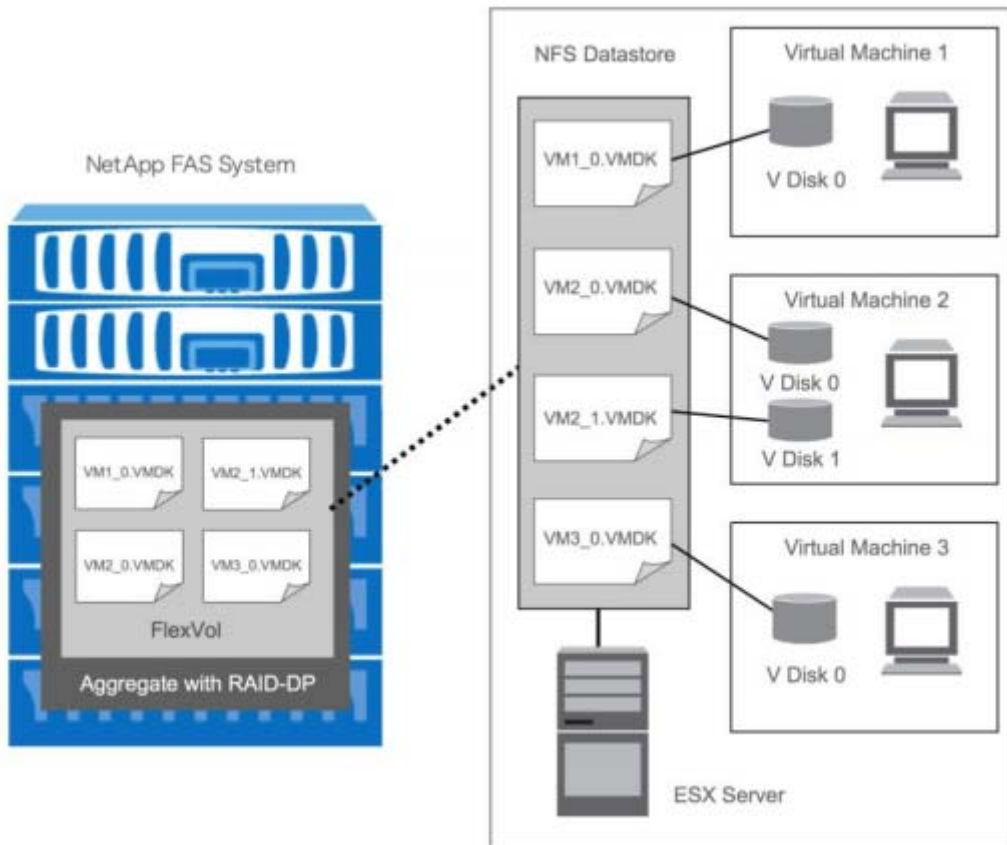 NetApp FAS System
VM1_0.VMDK
VM2_1.VMDK
VM2_0.VMDK
VM3_0.VMDK
FlexVol
Aggregate with RAID-DP
NFS Datastore
VM1_0.VMDK
VM2_0.VMDK
VM2_1.VMDK
VM3_0.VMDK
ESX Server
Virtual Machine 1
V Disk 0
Virtual Machine 2
V Disk 0
V Disk 1
Virtual Machine 3
V Disk 0